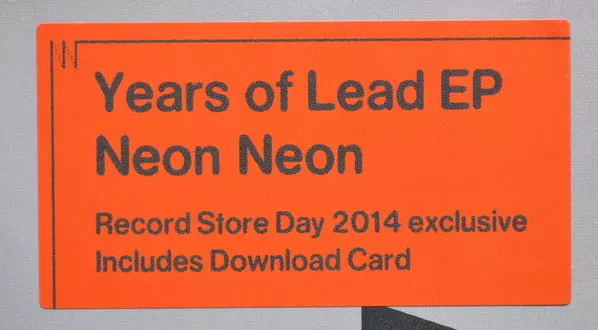 Years of Lead EP
Neon Neon
Record Store Day 2014 exclusive
Includes Download Card